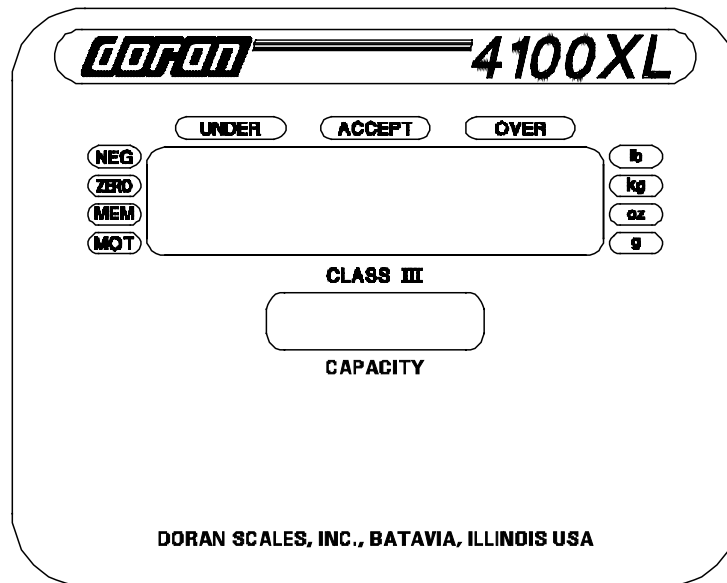 doran 4100XL
UNDER ACCEPT OVER
NEG lb
ZERO kg
MEM oz
MOT g
CLASS III
CAPACITY
DORAN SCALES, INC., BATAVIA, ILLINOIS USA